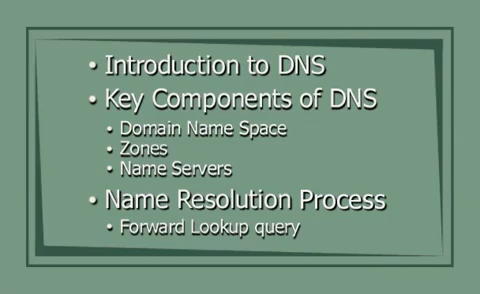 • Introduction to DNS
• Key Components of DNS
• Domain Name Space
• Zones
• Name Servers
• Name Resolution Process
• Forward Lookup query